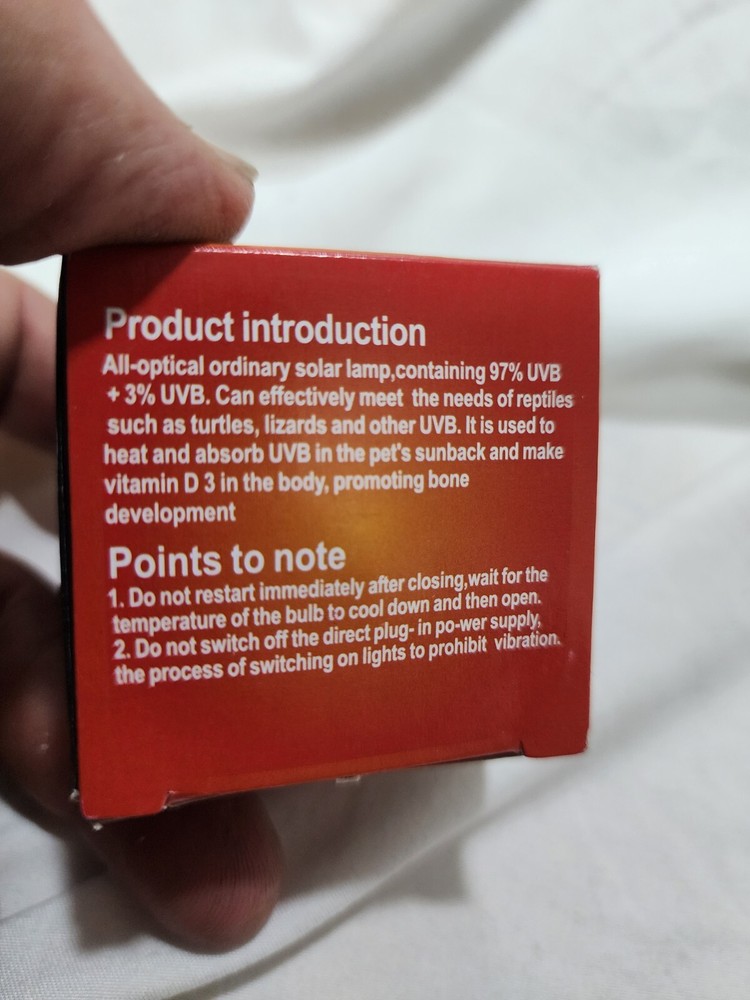 Product introduction
All-optical ordinary solar lamp,containing 97% UVB
+ 3% UVB. Can effectively meet the needs of reptiles
such as turtles, lizards and other UVB. It is used to
heat and absorb UVB in the pet's sunback and make
vitamin D 3 in the body, promoting bone
development
Points to note
1. Do not restart immediately after closing,wait for the
temperature of the bulb to cool down and then open.
2. Do not switch off the direct plug- in po-wer supply,
the process of switching on lights to prohibit vibration.